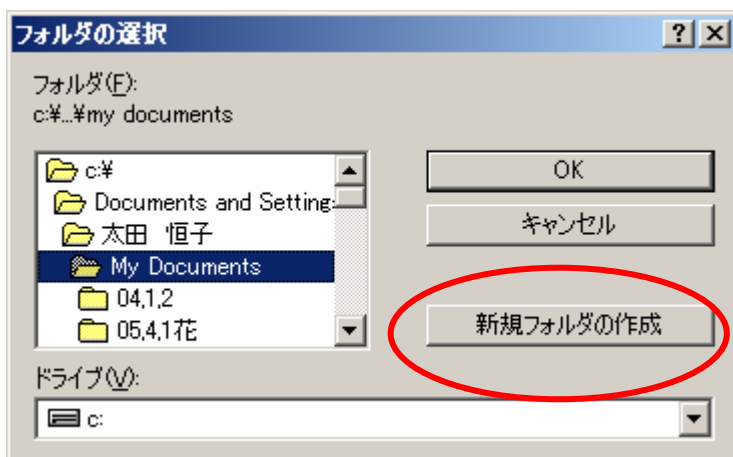 フォルダの選択
フォルダ(F):
c:¥...¥my documents
c:¥
Documents and Setting
太田 恒子
My Documents
04,1,2
05,4,1花
OK
キャンセル
新規フォルダの作成
ドライブ(V):
c: